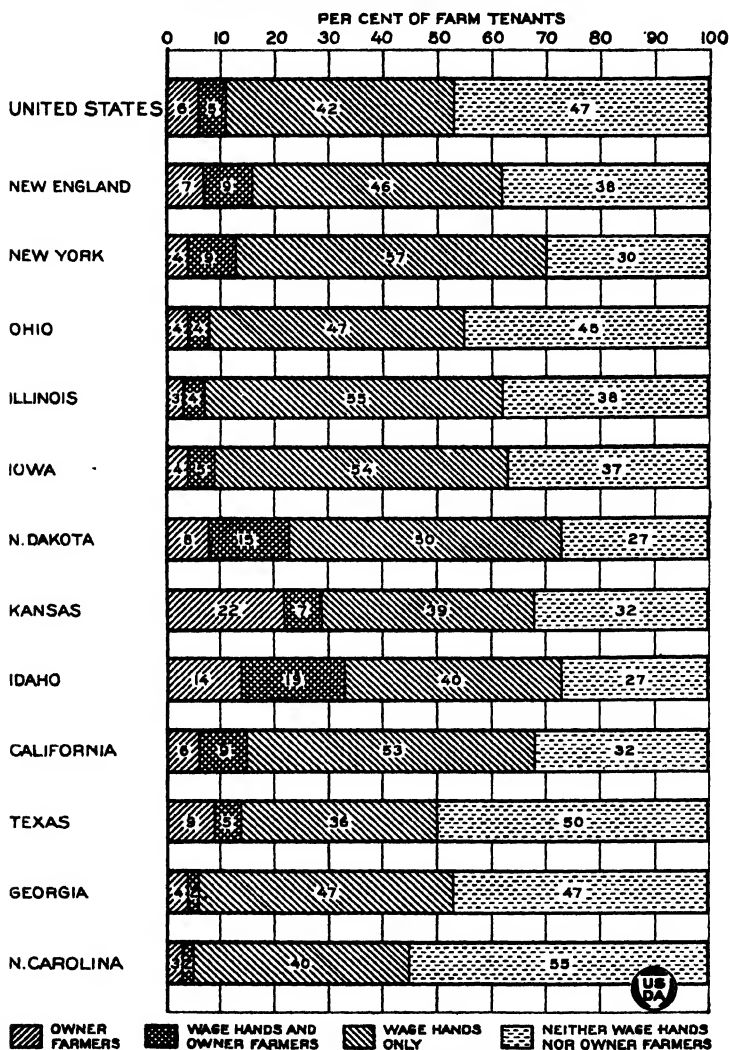 PER CENT OF FARM TENANTS
0 10 20 30 40 50 60 70 80 90 100
UNITED STATES 6 5 42 47
NEW ENGLAND 7 9 46 38
NEW YORK 4 9 57 30
OHIO 4 4 47 45
ILLINOIS 3 4 55 38
IOWA 4 5 54 37
N. DAKOTA 8 15 50 27
KANSAS 22 7 39 32
IDAHO 14 19 40 27
CALIFORNIA 6 9 53 32
TEXAS 9 5 36 50
GEORGIA 4 2 47 47
N. CAROLINA 3 2 40 55
US
DA
OWNER
FARMERS
WAGE HANDS AND
OWNER FARMERS
WAGE HANDS
ONLY
NEITHER WAGE HANDS
NOR OWNER FARMERS